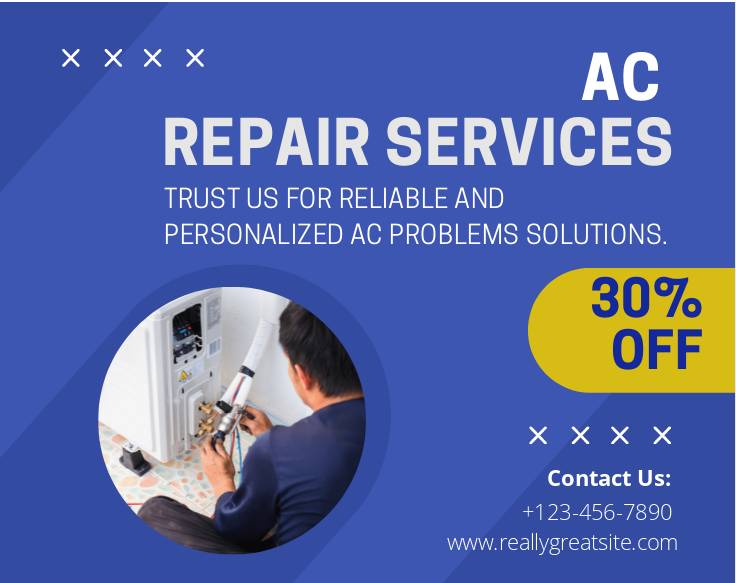 AC
REPAIR SERVICES
TRUST US FOR RELIABLE AND
PERSONALIZED AC PROBLEMS SOLUTIONS.
30%
OFF
Contact Us:
+123-456-7890
www.reallygreatsite.com